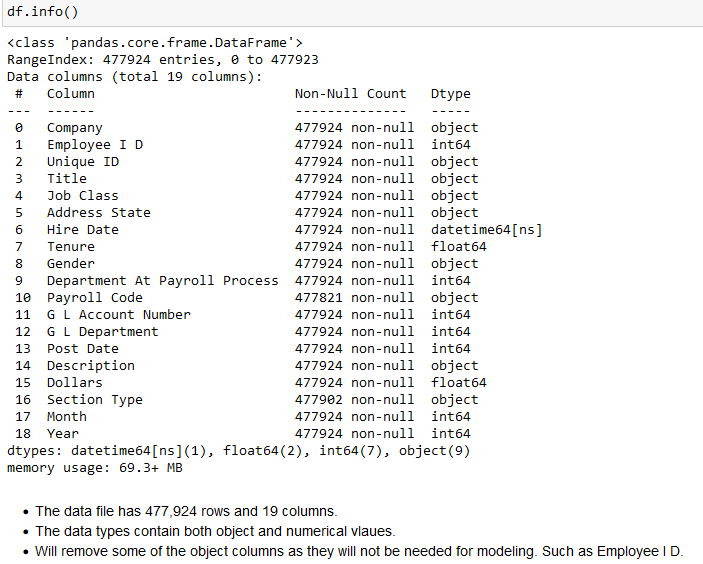 df.info()
<class 'pandas.core.frame.DataFrame'>
RangeIndex: 477924 entries, 0 to 477923
Data columns (total 19 columns):
 #   Column                         Non-Null Count   Dtype
---  ------                         --------------   -----
 0   Company                        477924 non-null  object
 1   Employee I D                   477924 non-null  int64
 2   Unique ID                      477924 non-null  object
 3   Title                          477924 non-null  object
 4   Job Class                      477924 non-null  object
 5   Address State                  477924 non-null  object
 6   Hire Date                      477924 non-null  datetime64[ns]
 7   Tenure                         477924 non-null  float64
 8   Gender                         477924 non-null  object
 9   Department At Payroll Process  477924 non-null  int64
 10  Payroll Code                   477821 non-null  object
 11  G L Account Number             477924 non-null  int64
 12  G L Department                 477924 non-null  int64
 13  Post Date                      477924 non-null  int64
 14  Description                    477924 non-null  object
 15  Dollars                        477924 non-null  float64
 16  Section Type                   477902 non-null  object
 17  Month                          477924 non-null  int64
 18  Year                           477924 non-null  int64
dtypes: datetime64[ns](1), float64(2), int64(7), object(9)
memory usage: 69.3+ MB
• The data file has 477,924 rows and 19 columns.
• The data types contain both object and numerical vlaues.
• Will remove some of the object columns as they will not be needed for modeling. Such as Employee I D.